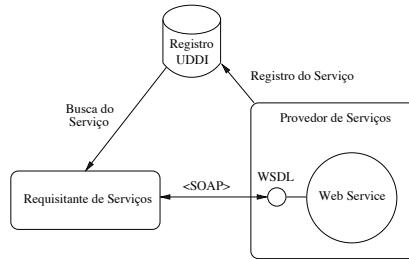 Registro
UDDI
Registro do Serviço
Busca do
Serviço
Provedor de Serviços
WSDL
<SOAP>
Requisitante de Serviços
Web Service